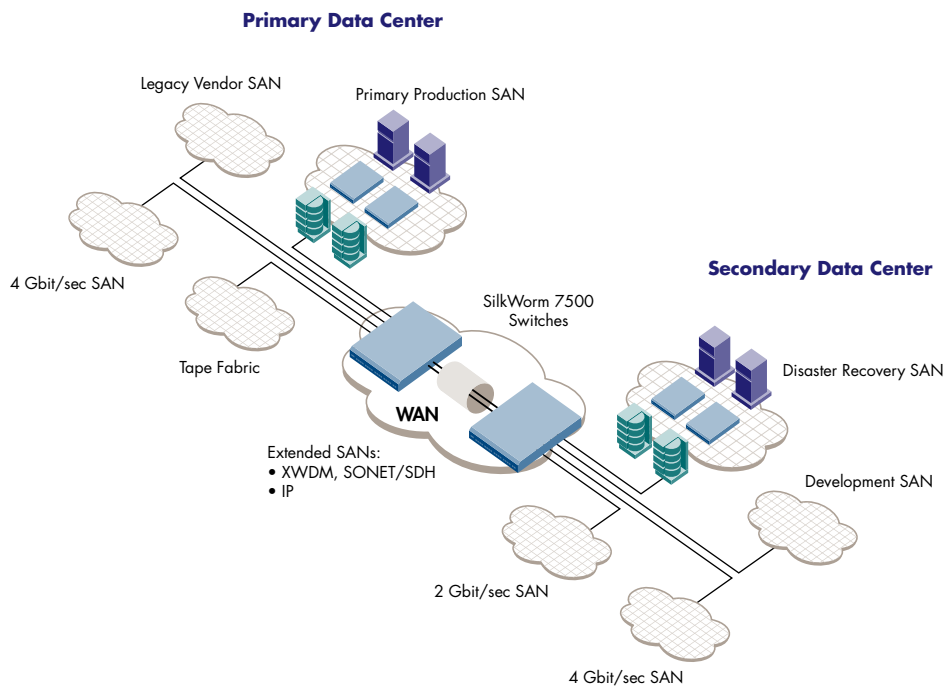 Primary Data Center
Legacy Vendor SAN
Primary Production SAN
4 Gbit/sec SAN
Tape Fabric
Secondary Data Center
SilkWorm 7500
Switches
Disaster Recovery SAN
WAN
Extended SANs:
• XWDM, SONET/SDH
• IP
Development SAN
2 Gbit/sec SAN
4 Gbit/sec SAN